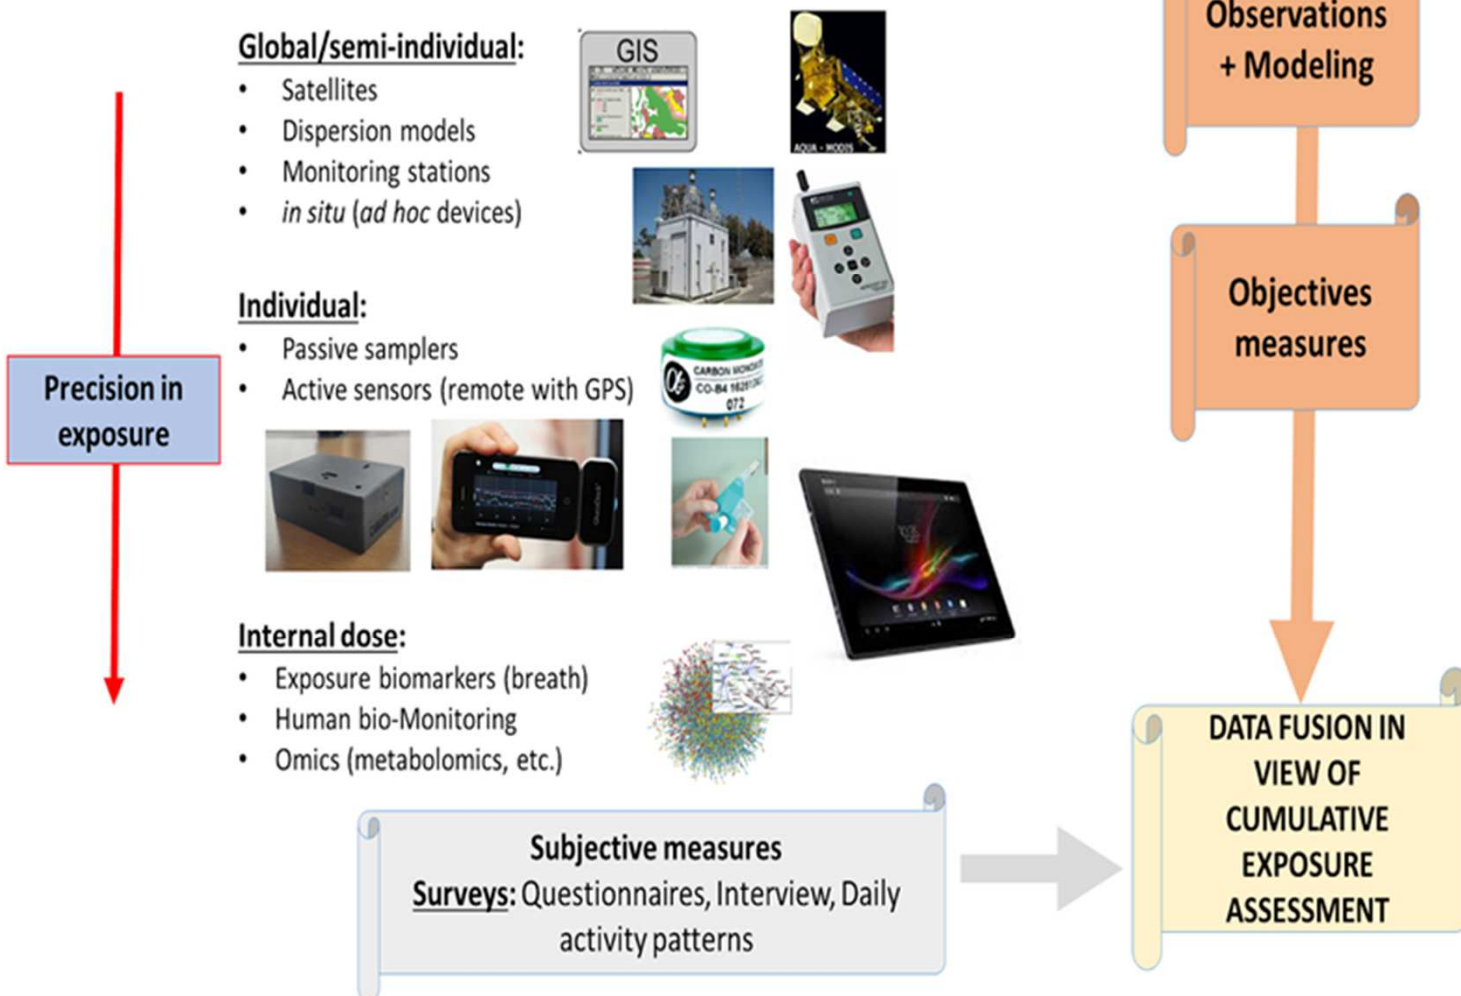 Global/semi-individual:
• Satellites
• Dispersion models
• Monitoring stations
• in situ (ad hoc devices)
GIS
AQUA - MODIS
Individual:
• Passive samplers
• Active sensors (remote with GPS)
CARBON MONOXI
CO-B4
072
Precision in
exposure
Internal dose:
• Exposure biomarkers (breath)
• Human bio-Monitoring
• Omics (metabolomics, etc.)
Subjective measures
Surveys: Questionnaires, Interview, Daily
activity patterns
Observations
+ Modeling
Objectives
measures
DATA FUSION IN
VIEW OF
CUMULATIVE
EXPOSURE
ASSESSMENT